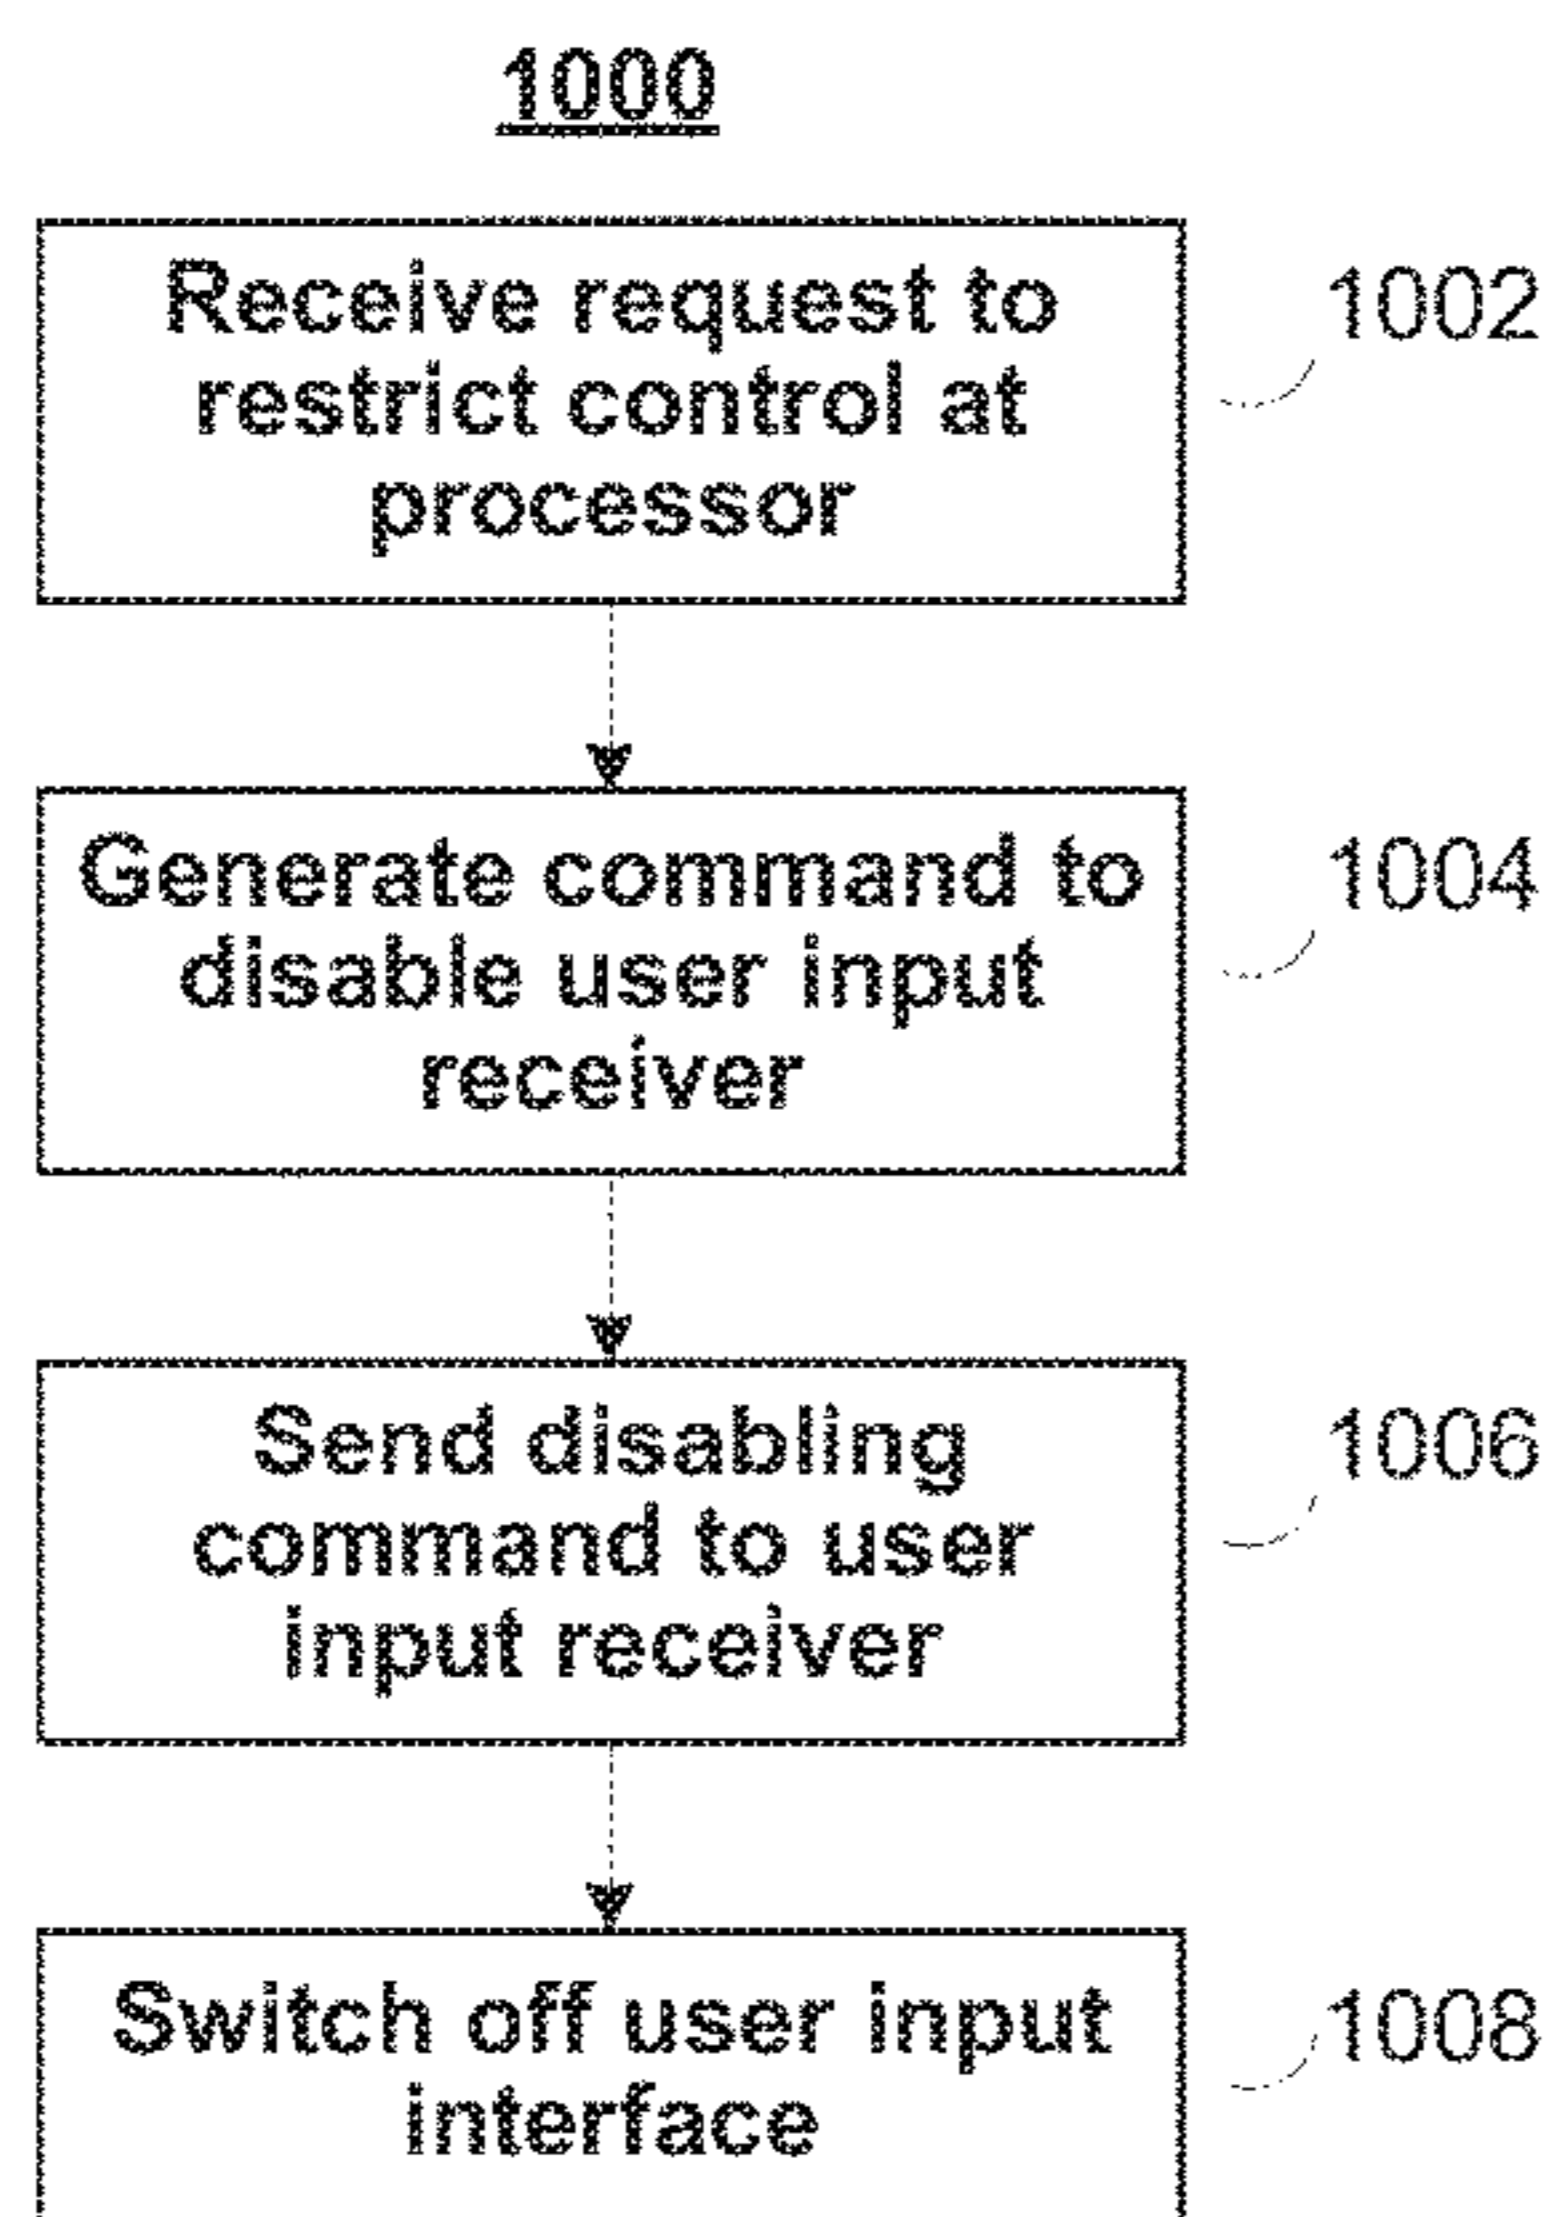 1000
Receive request to
restrict control at
processor
1002
Generate command to
disable user input
receiver
1004
Send disabling
command to user
input receiver
1006
Switch off user input
interface
1008